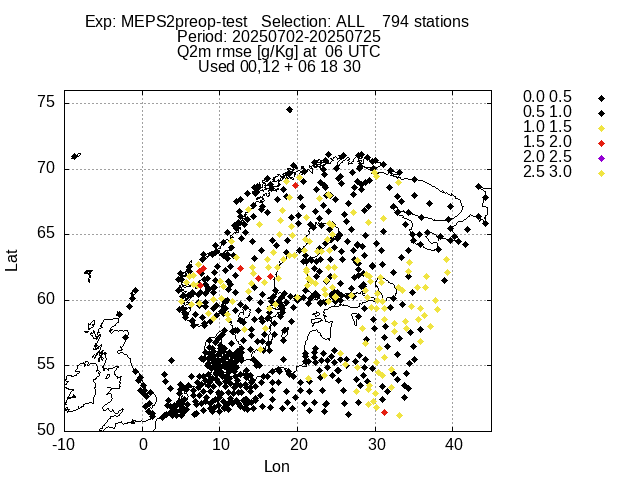 Exp: MEPS2preop-test   Selection: ALL    794 stations
Period: 20250702-20250725
Q2m rmse [g/Kg] at  06 UTC
Used 00,12 + 06 18 30
0.0 0.5
0.5 1.0
1.0 1.5
1.5 2.0
2.0 2.5
2.5 3.0
75
70
65
60
55
50
Lat
-10 0 10 20 30 40
Lon